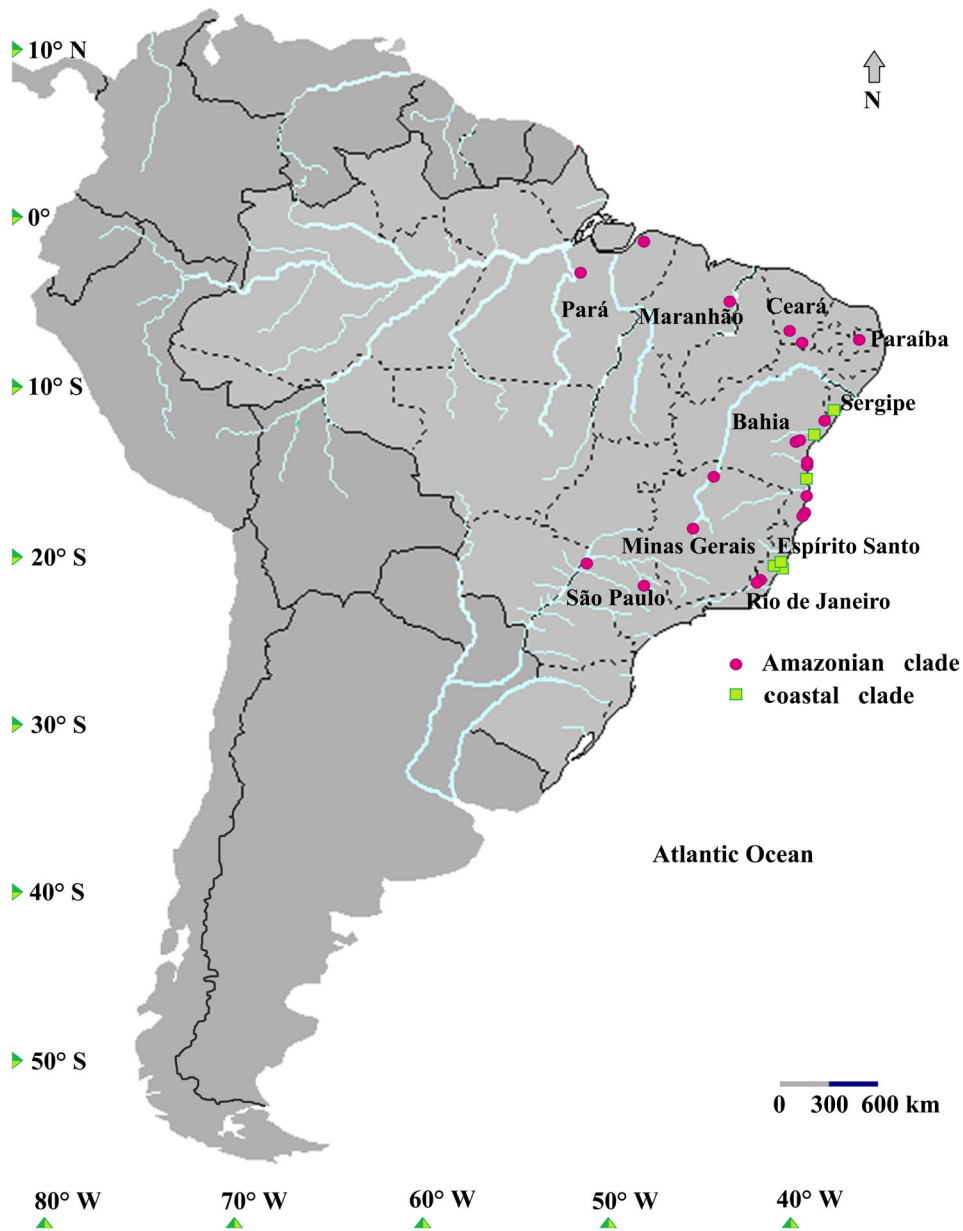 10° N
N
0°
Pará
Maranhão
Ceará
Paraíba
10° S
Sergipe
Bahia
20° S
Minas Gerais
Espírito Santo
São Paulo
Rio de Janeiro
Amazonian clade
coastal clade
30° S
Atlantic Ocean
40° S
50° S
0 300 600 km
80° W 70° W 60° W 50° W 40° W